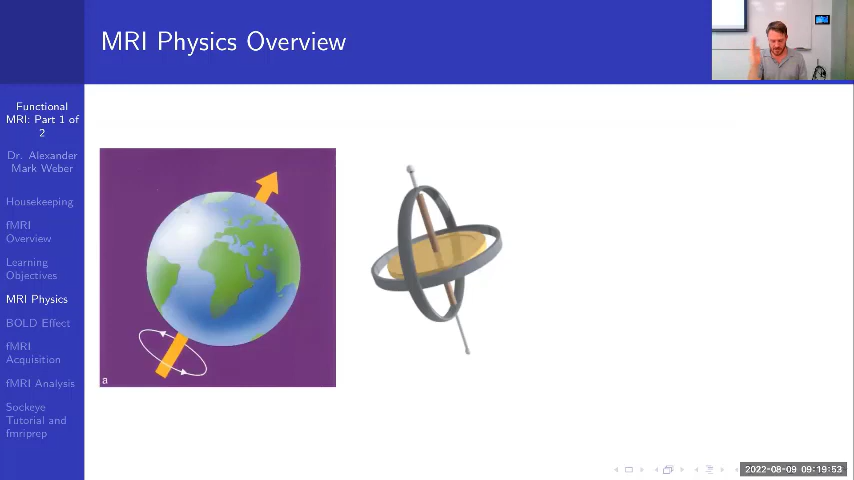 MRI Physics Overview
Functional
MRI: Part 1 of
2
Dr. Alexander
Mark Weber
Housekeeping
fMRI
Overview
Learning
Objectives
MRI Physics
BOLD Effect
fMRI
Acquisition
fMRI Analysis
Sockeye
Tutorial and
fmriprep
a
2022-08-09 09:19:53